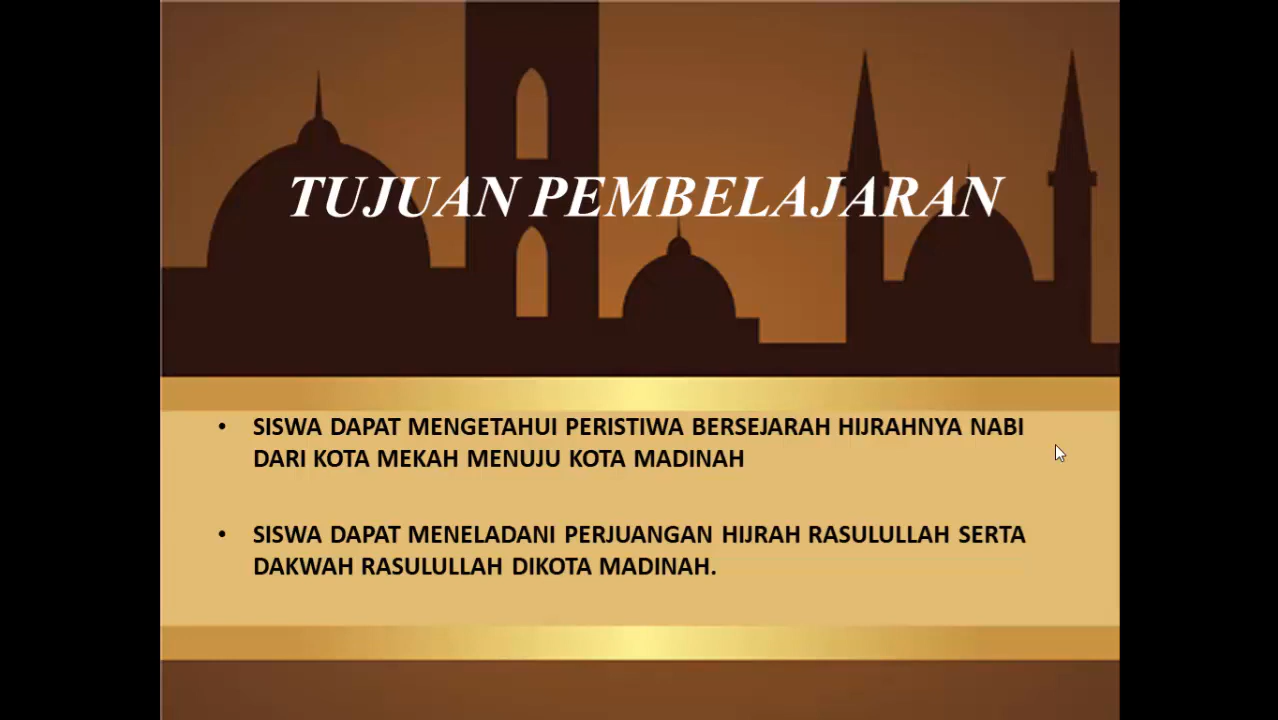 TUJUAN PEMBELAJARAN
• SISWA DAPAT MENGETAHUI PERISTIWA BERSEJARAH HIJRAHNYA NABI
DARI KOTA MEKAH MENUJU KOTA MADINAH
• SISWA DAPAT MENELADANI PERJUANGAN HIJRAH RASULULLAH SERTA
DAKWAH RASULULLAH DIKOTA MADINAH.